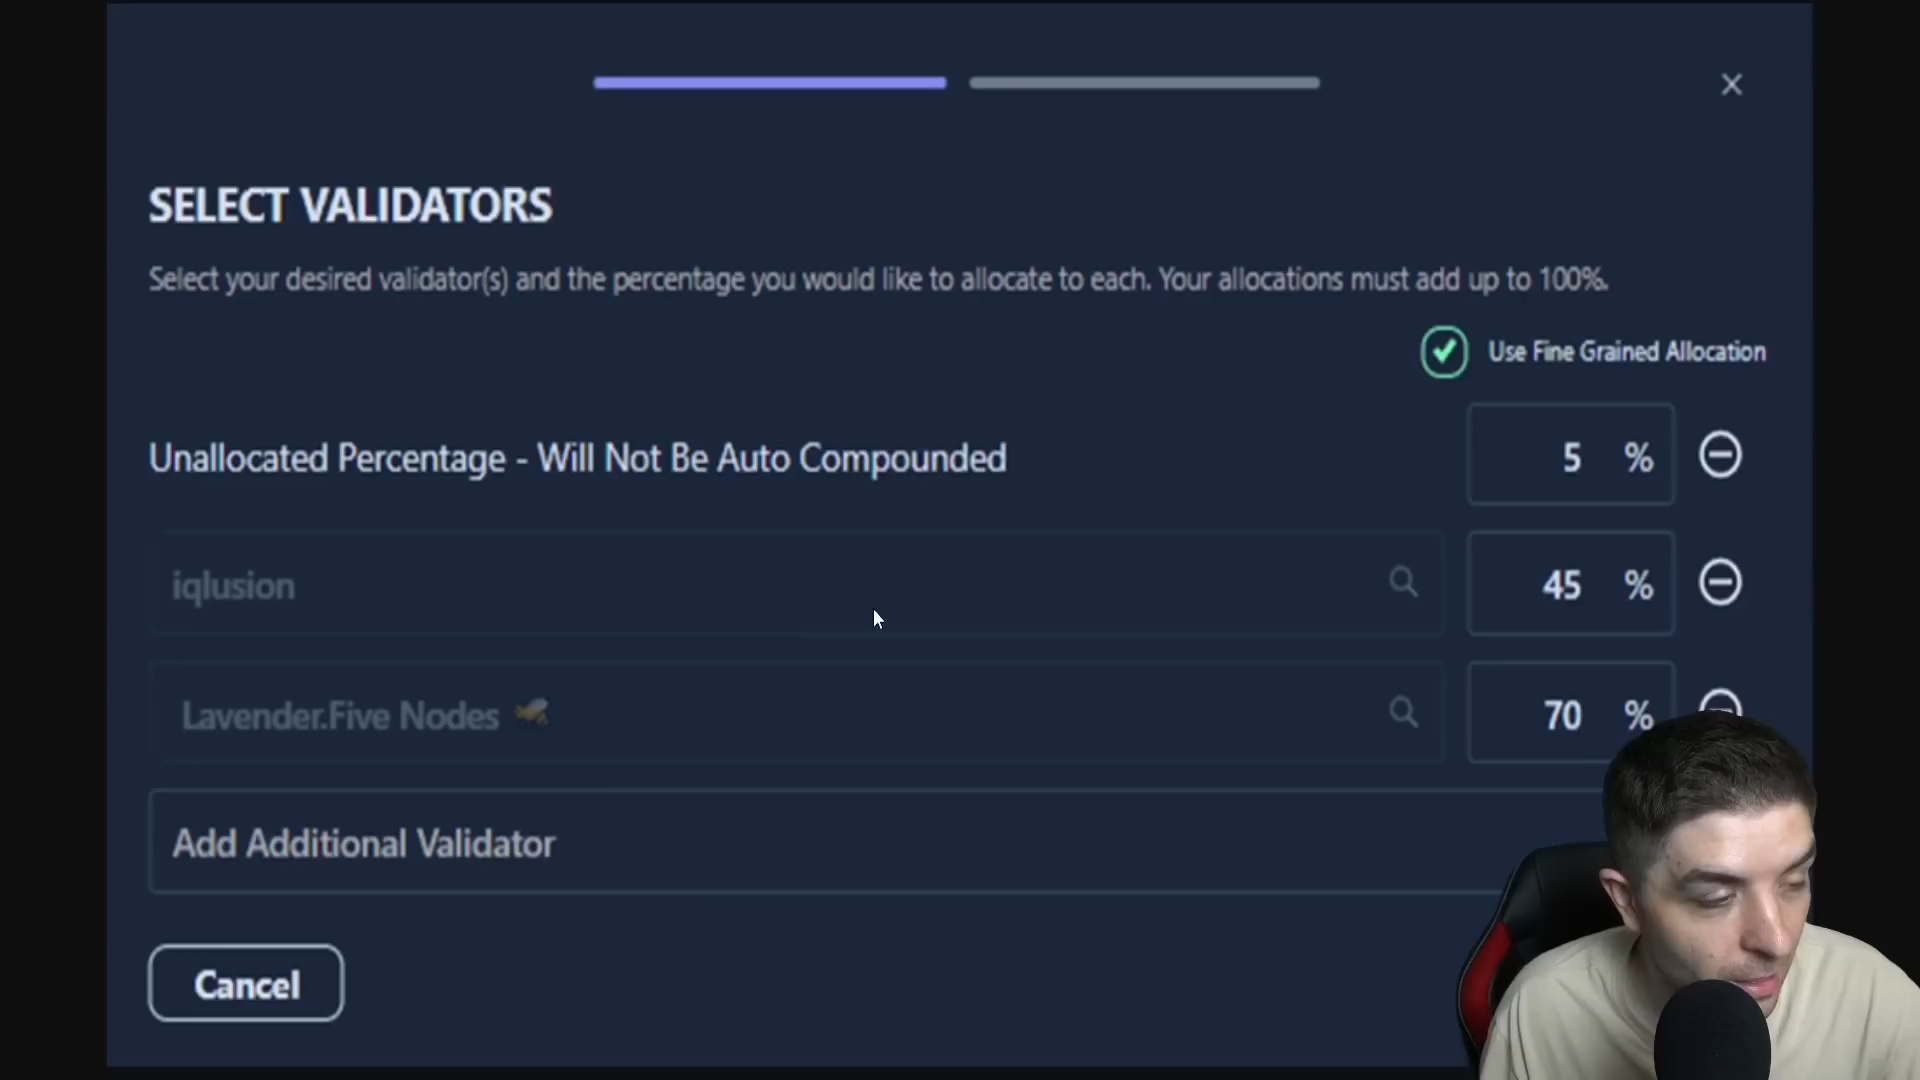 SELECT VALIDATORS
Select your desired validator(s) and the percentage you would like to allocate to each. Your allocations must add up to 100%.
Use Fine Grained Allocation
Unallocated Percentage - Will Not Be Auto Compounded 5 %
iqlusion 45 %
Lavender.Five Nodes 70 %
Add Additional Validator
Cancel